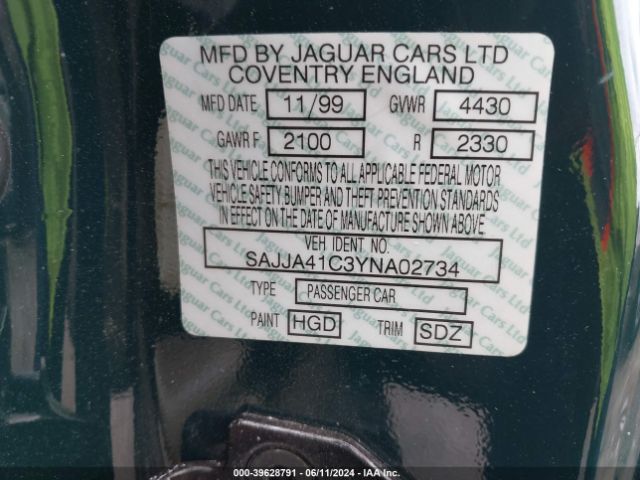 MFD BY JAGUAR CARS LTD
COVENTRY ENGLAND
MFD DATE 11/99 GVWR 4430
GAWR F 2100 R 2330
THIS VEHICLE CONFORMS TO ALL APPLICABLE FEDERAL MOTOR
VEHICLE SAFETY BUMPER AND THEFT PREVENTION STANDARDS
IN EFFECT ON THE DATE OF MANUFACTURE SHOWN ABOVE
VEH IDENT. NO.
SAJJA41C3YNA02734
TYPE PASSENGER CAR
PAINT HGD TRIM SDZ
000-39628791 - 06/11/2024 - IAA Inc.